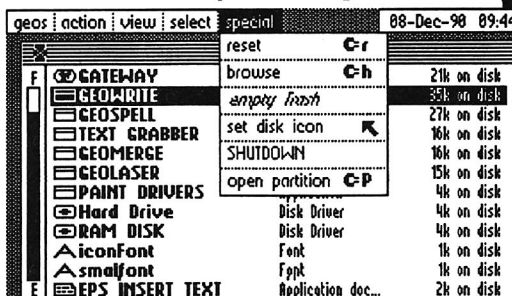 geos action view select special 08-Dec-90 09:44
reset C=r
browse C=h
empty trash
set disk icon
SHUTDOWN
open partition C=P
F GATEWAY 21k on disk
GEOWRITE 35k on disk
GEOSPELL 27k on disk
TEXT GRABBER 16k on disk
GEOMERGE 16k on disk
GEOLASER 15k on disk
PAINT DRIVERS 4k on disk
Hard Drive Disk Driver 4k on disk
RAM DISK Disk Driver 4k on disk
iconFont Font 1k on disk
smalfont Font 1k on disk
E EPS INSERT TEXT Application doc... 2k on disk